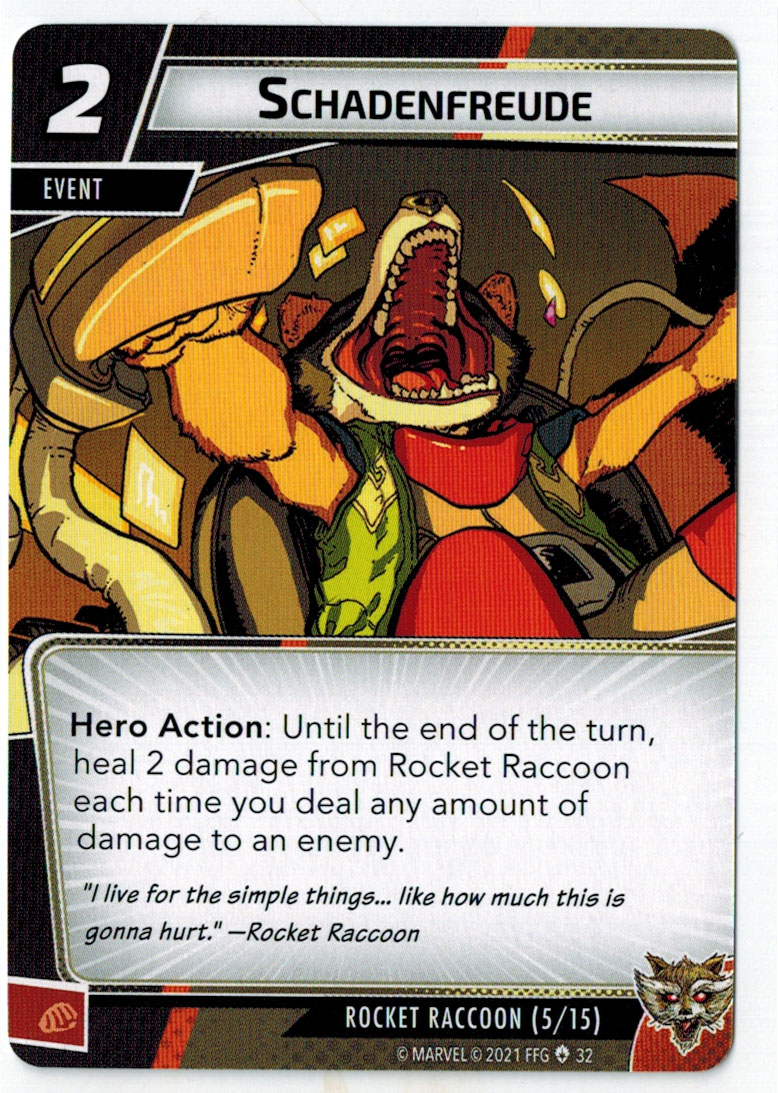 2
SCHADENFREUDE
EVENT
Hero Action: Until the end of the turn,
heal 2 damage from Rocket Raccoon
each time you deal any amount of
damage to an enemy.
"I live for the simple things... like how much this is
gonna hurt." —Rocket Raccoon
ROCKET RACCOON (5/15)
© MARVEL © 2021 FFG 32